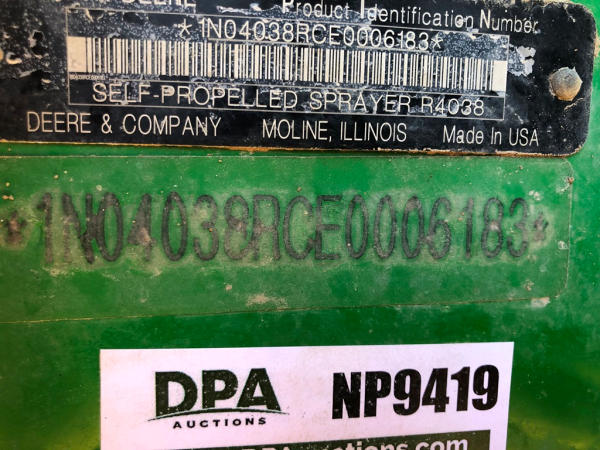 Product Identification Number
*1N04038RCE0006183*
SELF-PROPELLED SPRAYER R4038
DEERE & COMPANY MOLINE, ILLINOIS Made In USA
*1N04038RCE0006183*
DPA NP9419
AUCTIONS